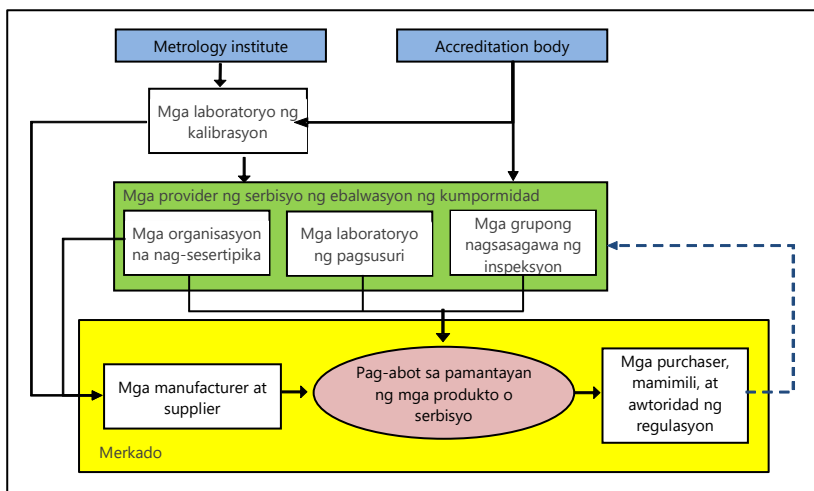 Metrology institute
Accreditation body
Mga laboratoryo ng
kalibrasyon
Mga provider ng serbisyo ng ebalwasyon ng kumpormidad
Mga organisasyon
na nag-sesertipika
Mga laboratoryo
ng pagsusuri
Mga grupong
nagsasagawa ng
inspeksyon
Mga manufacturer at
supplier
Pag-abot sa pamantayan
ng mga produkto o
serbisyo
Mga purchaser,
mamimili, at
awtoridad ng
regulasyon
Merkado